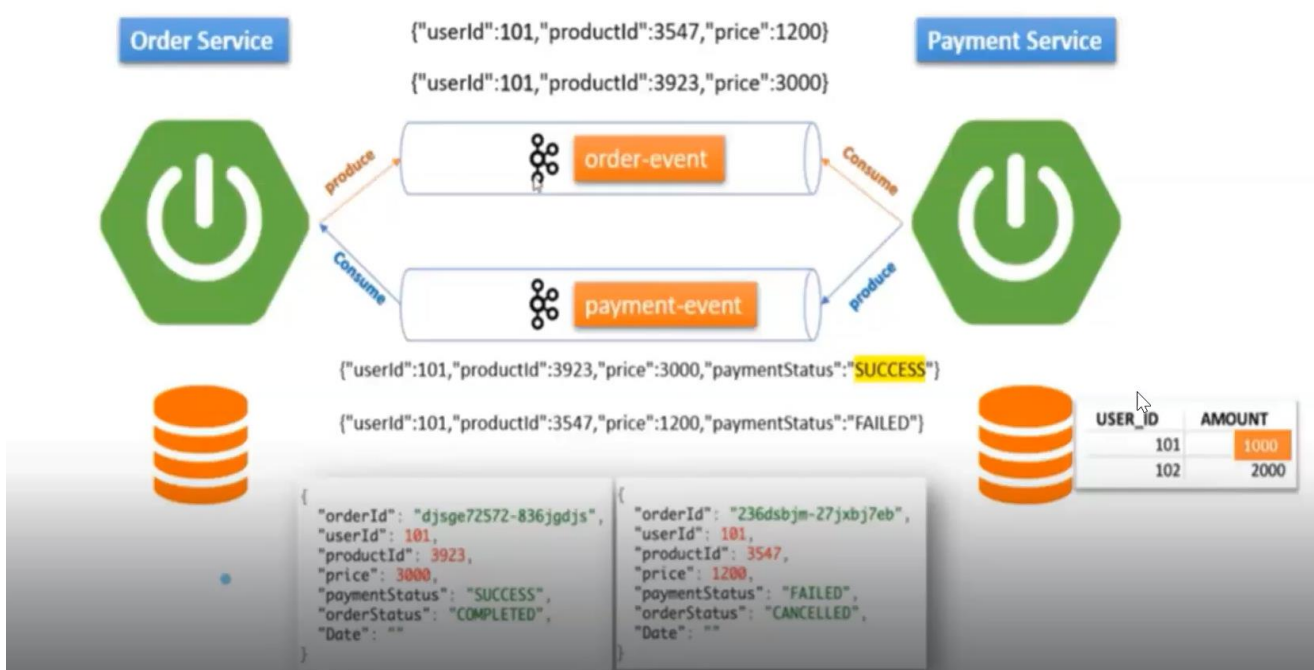 Order Service
{"userId":101,"productId":3547,"price":1200}
Payment Service
{"userId":101,"productId":3923,"price":3000}
produce
order-event
Consume
Consume
payment-event
produce
{"userId":101,"productId":3923,"price":3000,"paymentStatus":"SUCCESS"}
{"userId":101,"productId":3547,"price":1200,"paymentStatus":"FAILED"}
USER_ID AMOUNT
101 1000
102 2000
{
"orderId": "djsge72572-836jgdjs",
"userId": 101,
"productId": 3923,
"price": 3000,
"paymentStatus": "SUCCESS",
"orderStatus": "COMPLETED",
"Date": ""
}
{
"orderId": "236dsbjm-27jxbj7eb",
"userId": 101,
"productId": 3547,
"price": 1200,
"paymentStatus": "FAILED",
"orderStatus": "CANCELLED",
"Date": ""
}